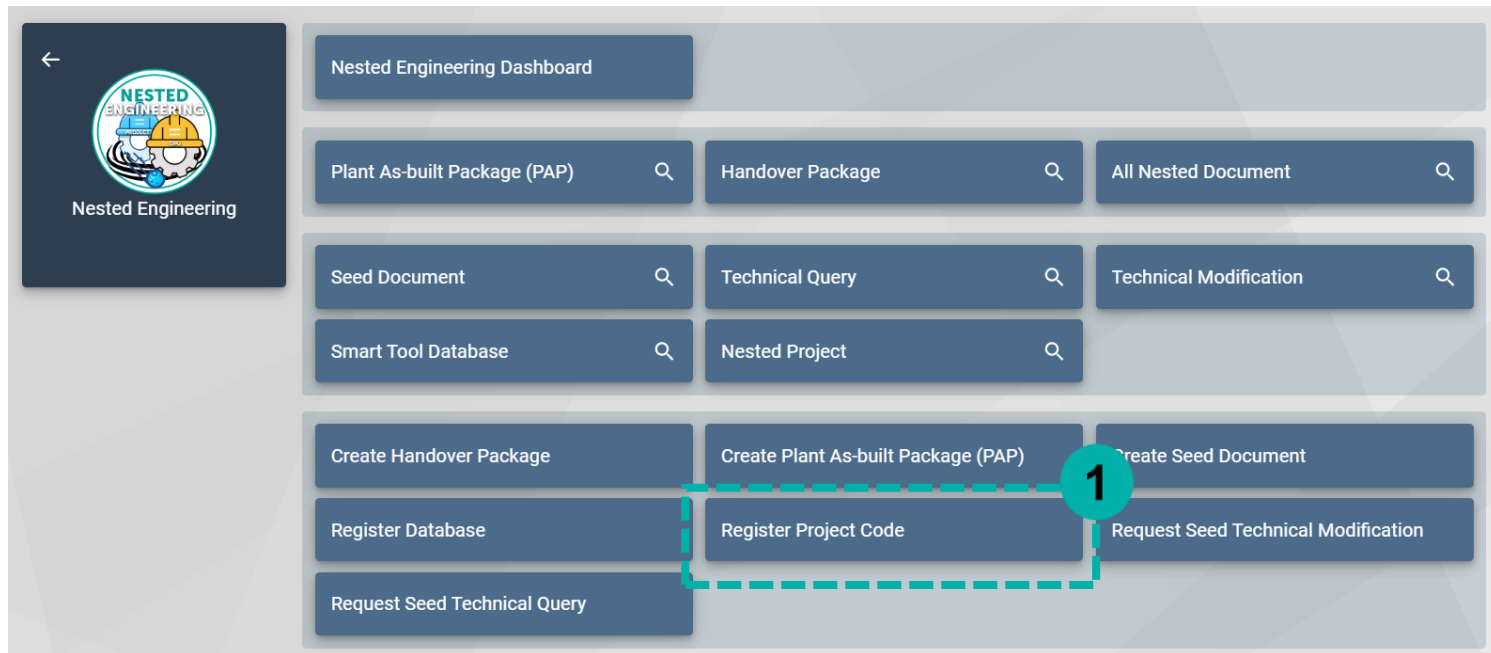 NESTED
ENGINEERING
PROJECT
OPU
Nested Engineering
Nested Engineering Dashboard
Plant As-built Package (PAP)
Handover Package
All Nested Document
Seed Document
Technical Query
Technical Modification
Smart Tool Database
Nested Project
Create Handover Package
Create Plant As-built Package (PAP)
Create Seed Document
1
Register Database
Register Project Code
Request Seed Technical Modification
Request Seed Technical Query